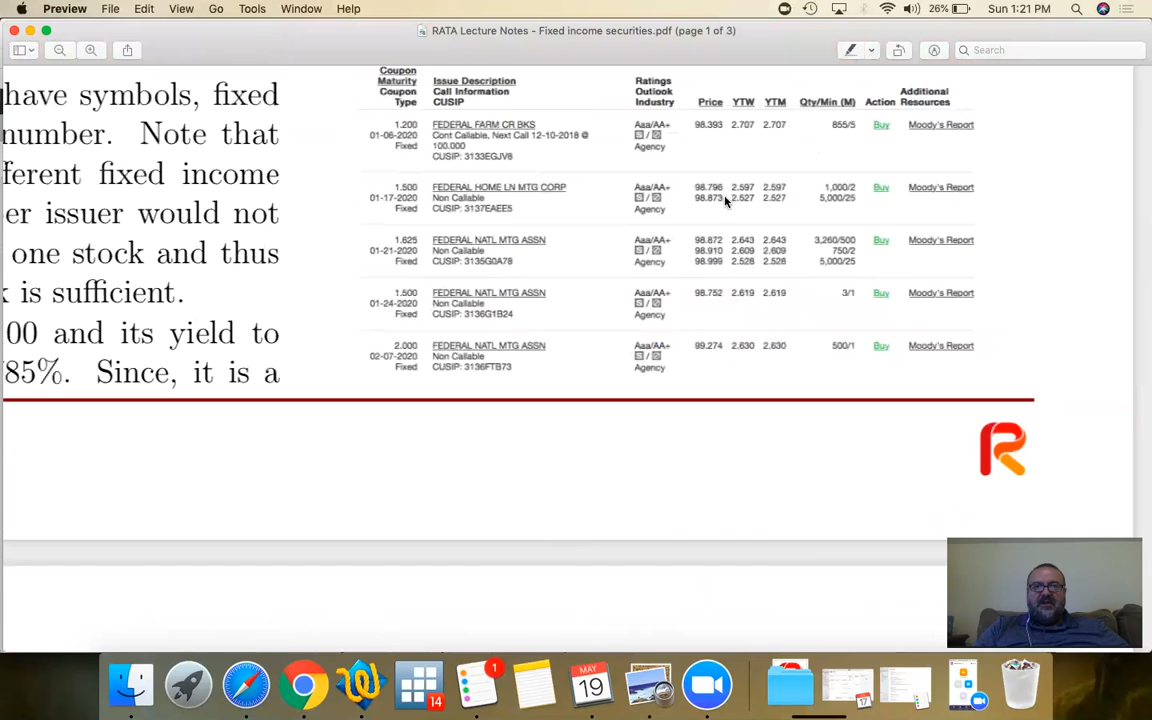 Preview File Edit View Go Tools Window Help 26% Sun 1:21 PM
RATA Lecture Notes - Fixed income securities.pdf (page 1 of 3)
Search
have symbols, fixed
number. Note that
ferent fixed income
er issuer would not
one stock and thus
k is sufficient.
00 and its yield to
785%. Since, it is a
Coupon
Maturity
Coupon
Type
Issue Description
Call Information
CUSIP
Ratings
Outlook
Industry
Price YTW YTM Qty/Min (M) Action
Additional
Resources
1.200 FEDERAL FARM CR BKS Aaa/AA+ 98.393 2.707 2.707 855/5 Buy Moody's Report
01-06-2020 Cont Callable, Next Call 12-10-2018 @
Fixed 100.000 Agency
CUSIP: 3133EGJV8
1.500 FEDERAL HOME LN MTG CORP Aaa/AA+ 98.796 2.597 2.597 1,000/2 Buy Moody's Report
01-17-2020 Non Callable 98.873 2.527 2.527 5,000/25
Fixed CUSIP: 3137EAEE5 Agency
1.625 FEDERAL NATL MTG ASSN Aaa/AA+ 98.872 2.643 2.643 3,260/500 Buy Moody's Report
01-21-2020 Non Callable 98.910 2.609 2.609 750/2
Fixed CUSIP: 3135G0A78 Agency 98.999 2.528 2.528 5,000/25
1.500 FEDERAL NATL MTG ASSN Aaa/AA+ 98.752 2.619 2.619 3/1 Buy Moody's Report
01-24-2020 Non Callable
Fixed CUSIP: 3136G1B24 Agency
2.000 FEDERAL NATL MTG ASSN Aaa/AA+ 99.274 2.630 2.630 500/1 Buy Moody's Report
02-07-2020 Non Callable
Fixed CUSIP: 3136FTB73 Agency
R
1
14
MAY
19
17